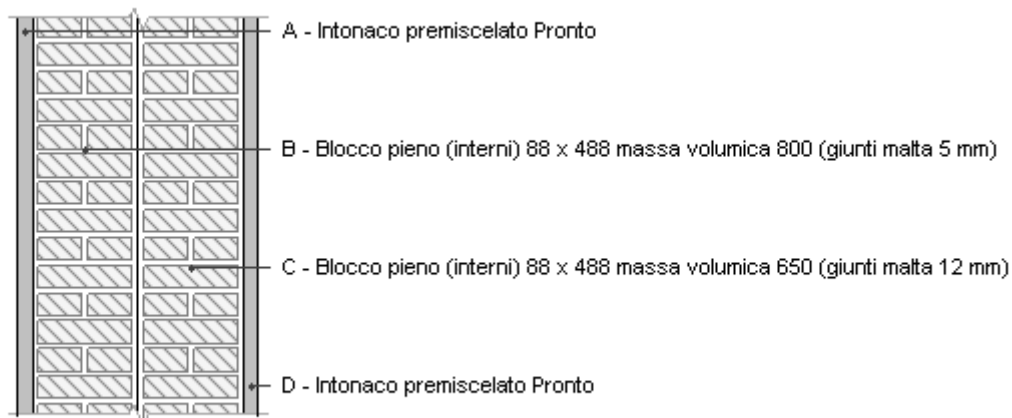 A - Intonaco premiscelato Pronto
B - Blocco pieno (interni) 88 x 488 massa volumica 800 (giunti malta 5 mm)
C - Blocco pieno (interni) 88 x 488 massa volumica 650 (giunti malta 12 mm)
D - Intonaco premiscelato Pronto